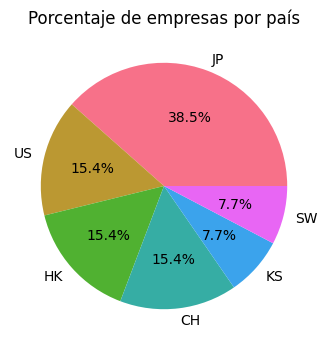 Porcentaje de empresas por país
JP
38.5%
US
15.4%
HK
15.4%
CH
15.4%
KS
7.7%
SW
7.7%